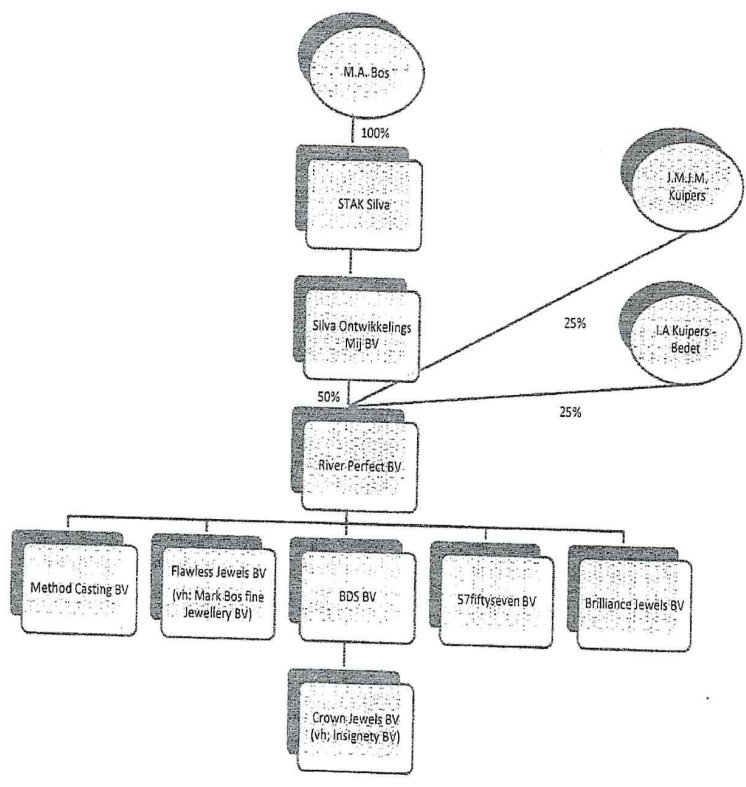 M.A. Bos
100%
STAK Silva
J.M.J.M.
Kuipers
Silva Ontwikkelings
Mij BV
25%
I.A Kuipers -
Bedet
50%
25%
River Perfect BV
Method Casting BV
Flawless Jewels BV
(vh: Mark Bos fine
Jewellery BV)
BDS BV
57fiftyseven BV
Brilliance Jewels BV
Crown Jewels BV
(vh; Insignety BV)